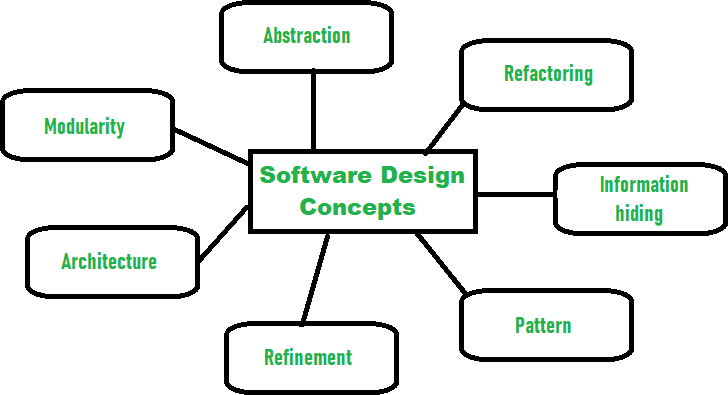 Abstraction
Refactoring
Modularity
Software Design
Concepts
Information
hiding
Architecture
Pattern
Refinement